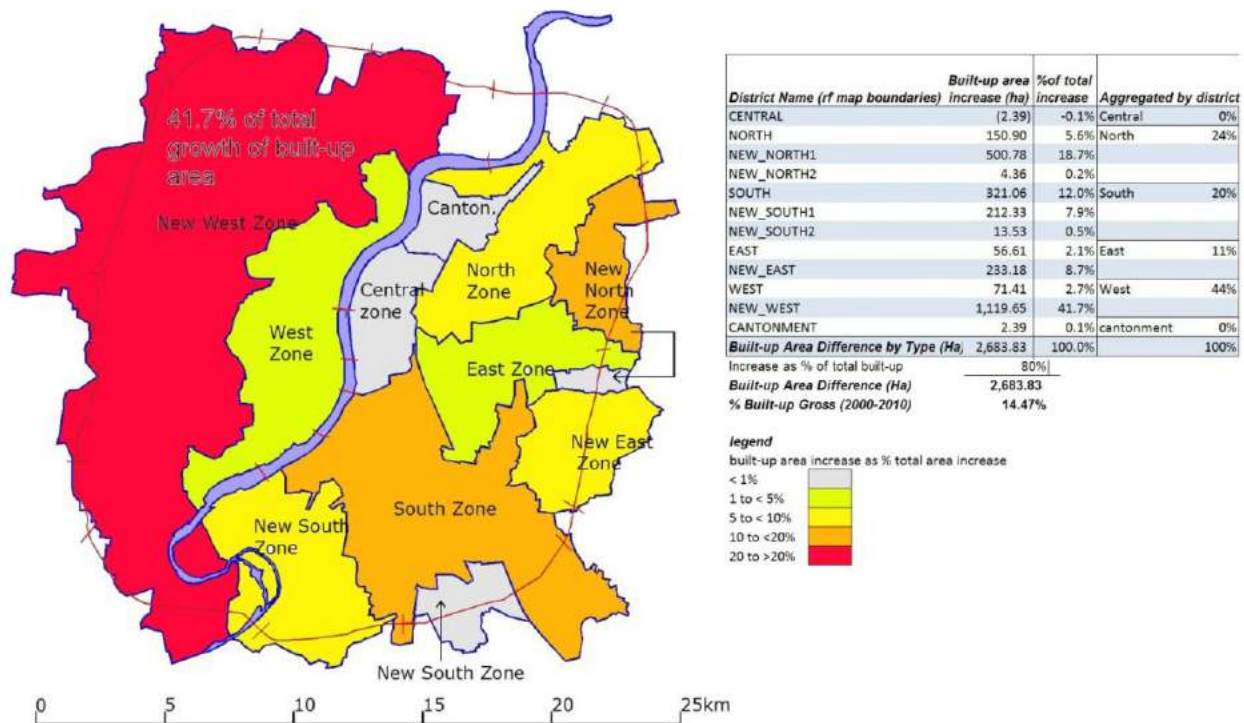 41.7% of total
growth of built-up
area
New West Zone
Canton.
North
Zone
New
North
Zone
Central
zone
West
Zone
East Zone
New East
Zone
South Zone
New South
Zone
New South Zone
0 5 10 15 20 25km
District Name (rf map boundaries) Built-up area increase (ha) %of total increase Aggregated by district
CENTRAL (2.39) -0.1% Central 0%
NORTH 150.90 5.6% North 24%
NEW_NORTH1 500.78 18.7%
NEW_NORTH2 4.36 0.2%
SOUTH 321.06 12.0% South 20%
NEW_SOUTH1 212.33 7.9%
NEW_SOUTH2 13.53 0.5%
EAST 56.61 2.1% East 11%
NEW_EAST 233.18 8.7%
WEST 71.41 2.7% West 44%
NEW_WEST 1,119.65 41.7%
CANTONMENT 2.39 0.1% cantonment 0%
Built-up Area Difference by Type (Ha) 2,683.83 100.0% 100%
Increase as % of total built-up 80%
Built-up Area Difference (Ha) 2,683.83
% Built-up Gross (2000-2010) 14.47%
legend
built-up area increase as % total area increase
< 1%
1 to < 5%
5 to < 10%
10 to <20%
20 to >20%